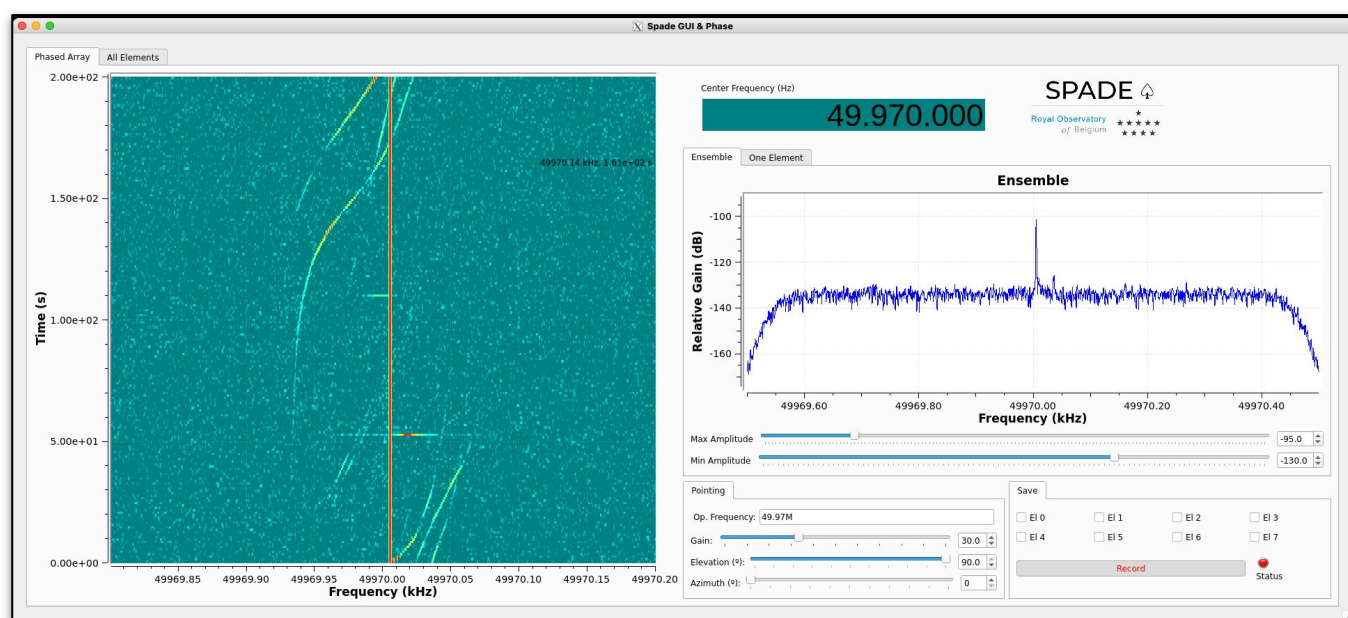 Spade GUI & Phase
Phased Array
All Elements
2.00e+02
1.50e+02
1.00e+02
5.00e+01
0.00e+00
Time (s)
49970.14 kHz, 1.61e+02 s
49969.85 49969.90 49969.95 49970.00 49970.05 49970.10 49970.15 49970.20
Frequency (kHz)
Center Frequency (Hz)
49.970.000
SPADE
Royal Observatory
of Belgium
Ensemble
One Element
Ensemble
-100
-120
-140
-160
Relative Gain (dB)
49969.60 49969.80 49970.00 49970.20 49970.40
Frequency (kHz)
Max Amplitude -95.0
Min Amplitude -130.0
Pointing
Op. Frequency: 49.97M
Gain: 30.0
Elevation (º): 90.0
Azimuth (º): 0
Save
El 0 El 1 El 2 El 3
El 4 El 5 El 6 El 7
Record
Status